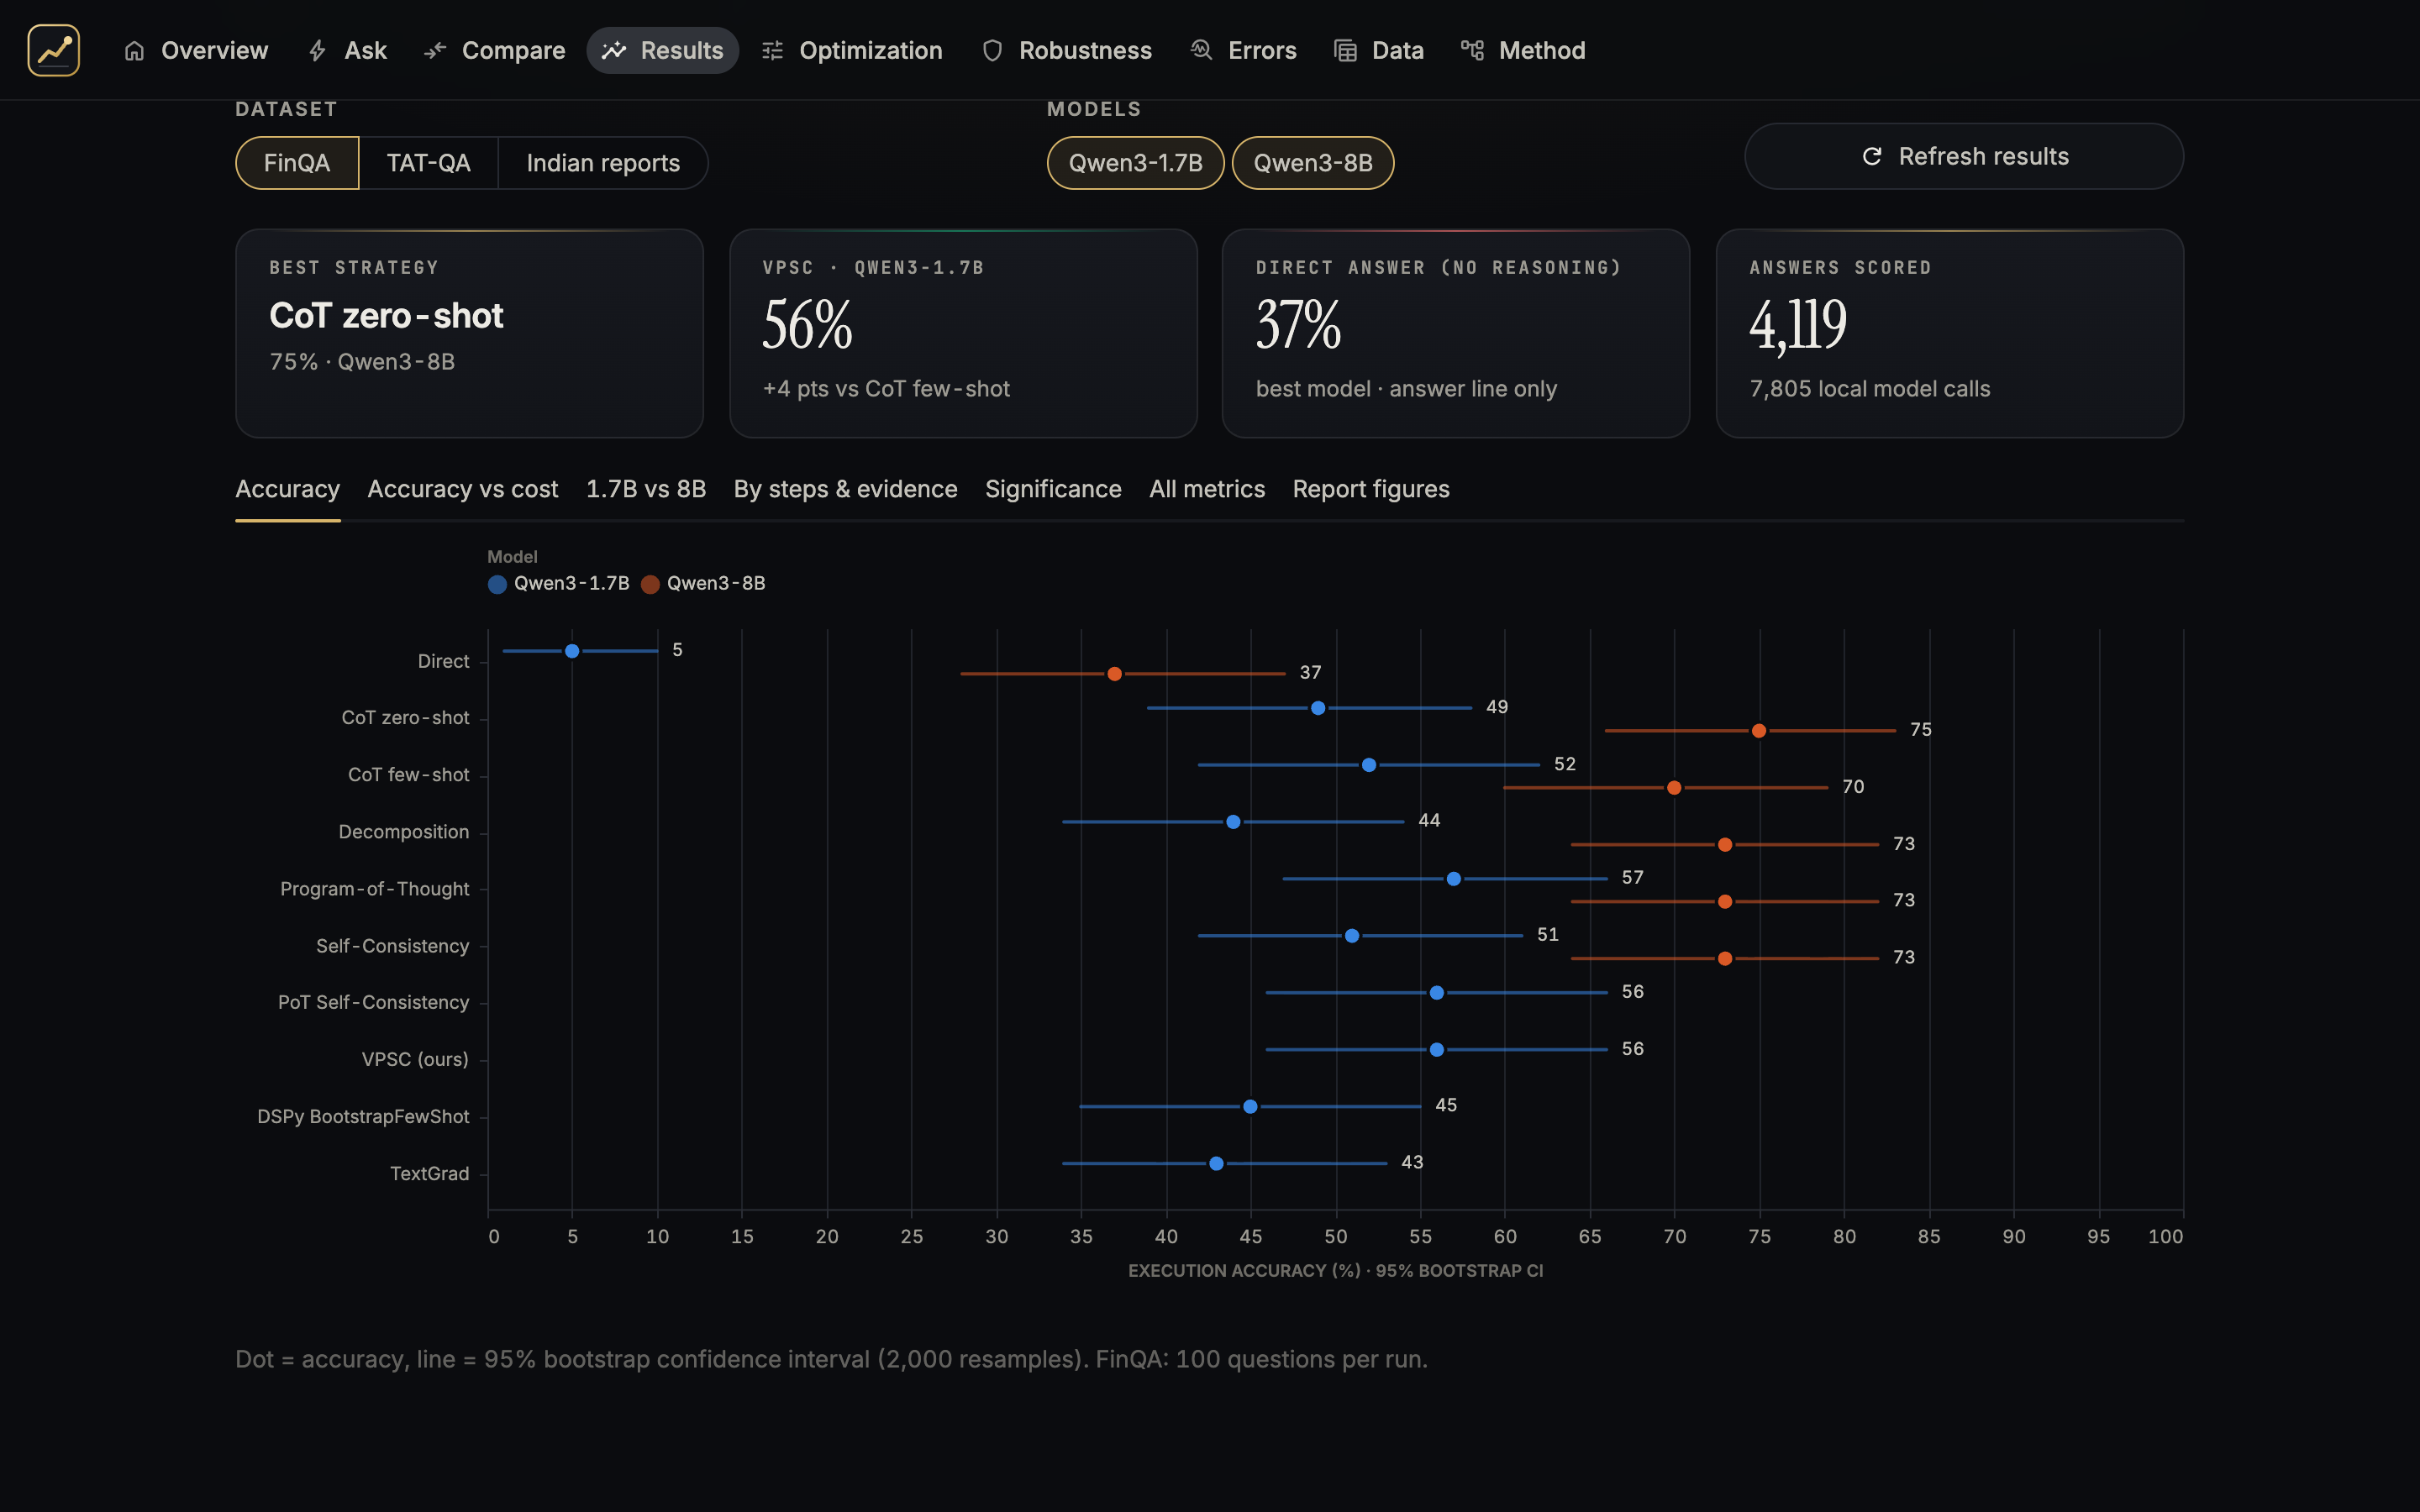 Overview Ask Compare Results Optimization Robustness Errors Data Method
DATASET
FinQA TAT-QA Indian reports
MODELS
Qwen3-1.7B Qwen3-8B
Refresh results
BEST STRATEGY
CoT zero-shot
75% · Qwen3-8B
VPSC · QWEN3-1.7B
56%
+4 pts vs CoT few-shot
DIRECT ANSWER (NO REASONING)
37%
best model · answer line only
ANSWERS SCORED
4,119
7,805 local model calls
Accuracy Accuracy vs cost 1.7B vs 8B By steps & evidence Significance All metrics Report figures
Model
Qwen3-1.7B Qwen3-8B
Direct 5 37
CoT zero-shot 49 75
CoT few-shot 52 70
Decomposition 44 73
Program-of-Thought 57 73
Self-Consistency 51 73
PoT Self-Consistency 56
VPSC (ours) 56
DSPy BootstrapFewShot 45
TextGrad 43
0 5 10 15 20 25 30 35 40 45 50 55 60 65 70 75 80 85 90 95 100
EXECUTION ACCURACY (%) · 95% BOOTSTRAP CI
Dot = accuracy, line = 95% bootstrap confidence interval (2,000 resamples). FinQA: 100 questions per run.